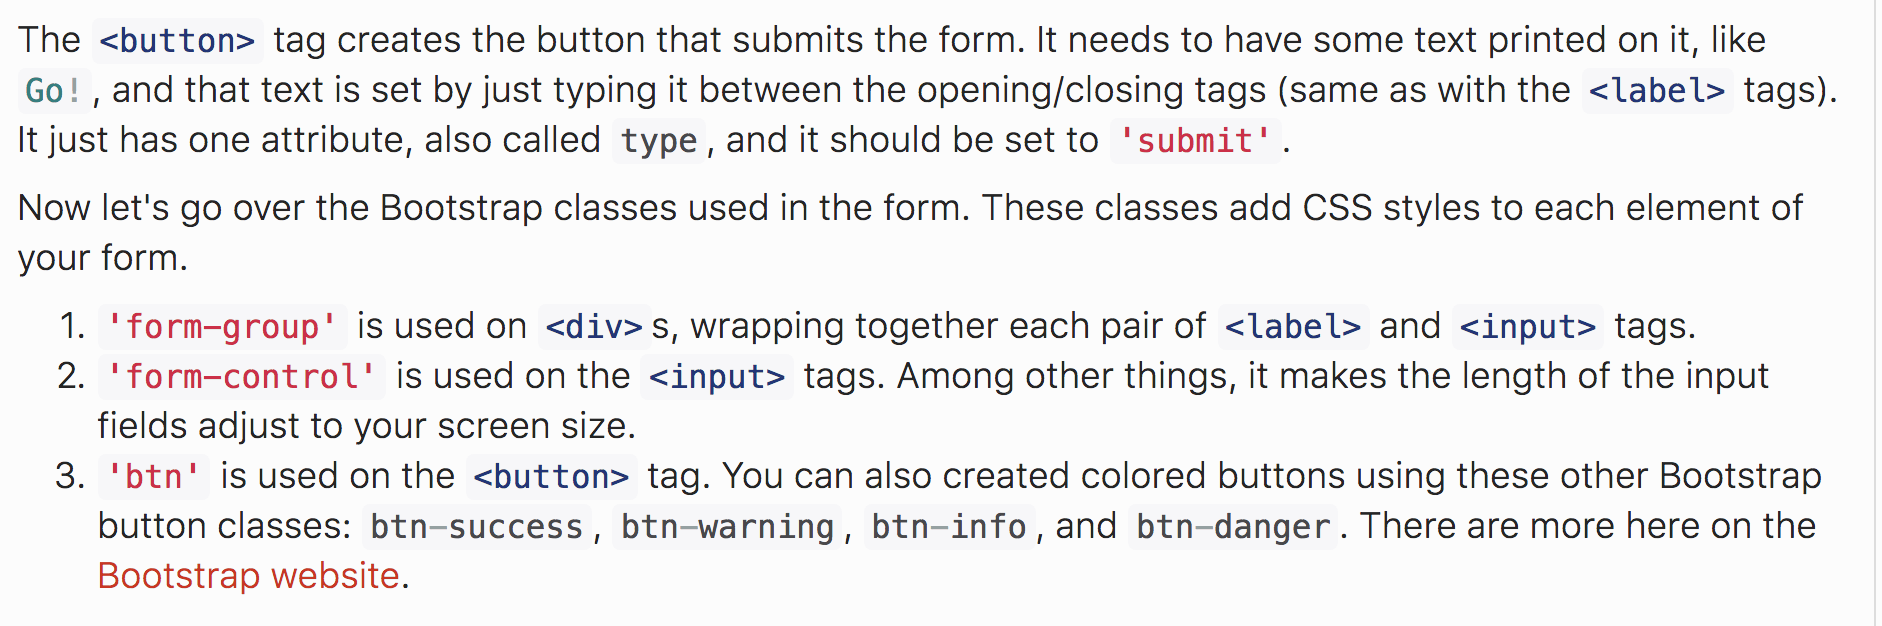 The <button> tag creates the button that submits the form. It needs to have some text printed on it, like
Go!, and that text is set by just typing it between the opening/closing tags (same as with the <label> tags).
It just has one attribute, also called type, and it should be set to 'submit'.
Now let's go over the Bootstrap classes used in the form. These classes add CSS styles to each element of
your form.
1. 'form-group' is used on <div>s, wrapping together each pair of <label> and <input> tags.
2. 'form-control' is used on the <input> tags. Among other things, it makes the length of the input
fields adjust to your screen size.
3. 'btn' is used on the <button> tag. You can also created colored buttons using these other Bootstrap
button classes: btn-success, btn-warning, btn-info, and btn-danger. There are more here on the
Bootstrap website.